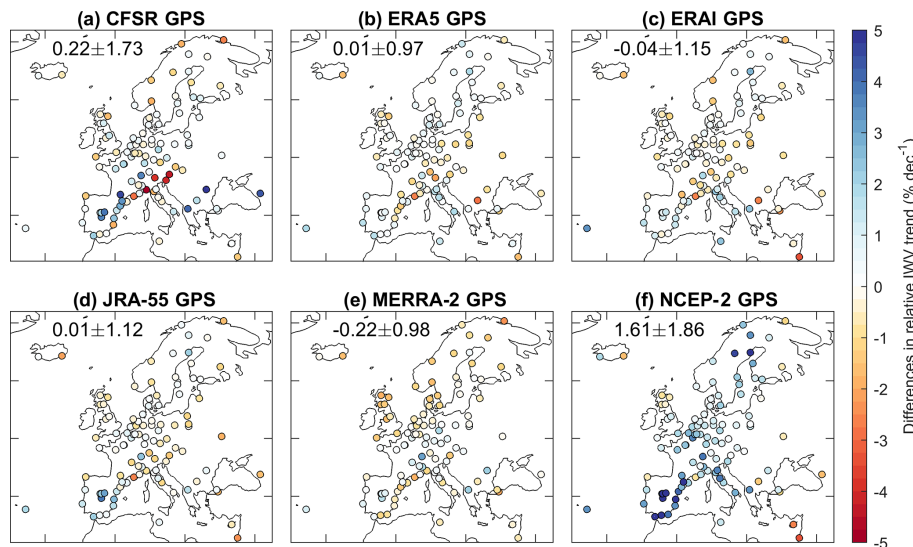 (a) CFSR GPS
0.22±1.73
(b) ERA5 GPS
0.01±0.97
(c) ERAI GPS
-0.04±1.15
(d) JRA-55 GPS
0.01±1.12
(e) MERRA-2 GPS
-0.22±0.98
(f) NCEP-2 GPS
1.61±1.86
5
4
3
2
1
0
-1
-2
-3
-4
-5
Differences in relative IWV trend (% dec⁻¹)